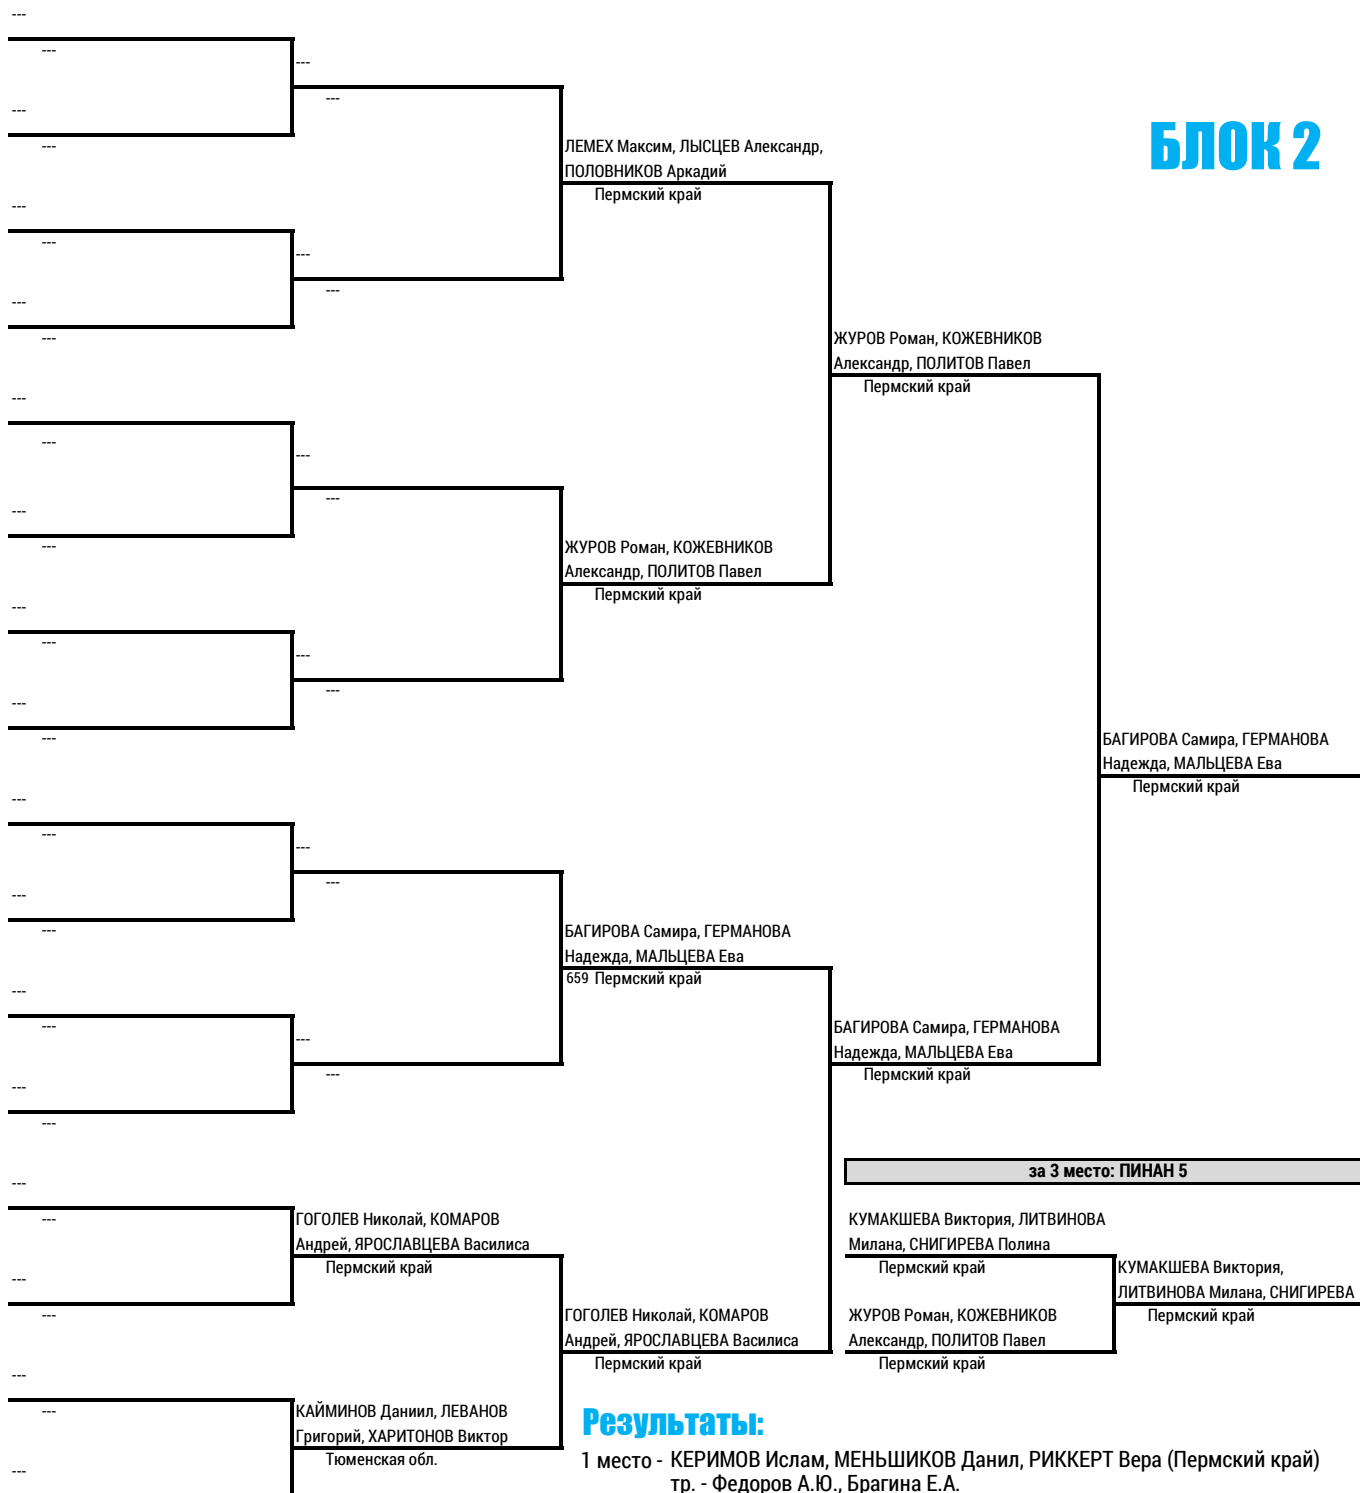 ---
---
---
---
---
---
БЛОК 2
ЛЕМЕХ Максим, ЛЫСЦЕВ Александр,
ПОЛОВНИКОВ Аркадий
Пермский край
---
---
---
---
---
---
ЖУРОВ Роман, КОЖЕВНИКОВ
Александр, ПОЛИТОВ Павел
Пермский край
---
---
---
---
---
---
ЖУРОВ Роман, КОЖЕВНИКОВ
Александр, ПОЛИТОВ Павел
Пермский край
---
---
---
---
---
---
БАГИРОВА Самира, ГЕРМАНОВА
Надежда, МАЛЬЦЕВА Ева
Пермский край
---
---
---
---
---
---
БАГИРОВА Самира, ГЕРМАНОВА
Надежда, МАЛЬЦЕВА Ева
659 Пермский край
---
---
---
---
---
---
БАГИРОВА Самира, ГЕРМАНОВА
Надежда, МАЛЬЦЕВА Ева
Пермский край
за 3 место: ПИНАН 5
---
---
ГОГОЛЕВ Николай, КОМАРОВ
Андрей, ЯРОСЛАВЦЕВА Василиса
Пермский край
КУМАКШЕВА Виктория, ЛИТВИНОВА
Милана, СНИГИРЕВА Полина
Пермский край
КУМАКШЕВА Виктория,
ЛИТВИНОВА Милана, СНИГИРЕВА
Пермский край
---
---
ГОГОЛЕВ Николай, КОМАРОВ
Андрей, ЯРОСЛАВЦЕВА Василиса
Пермский край
ЖУРОВ Роман, КОЖЕВНИКОВ
Александр, ПОЛИТОВ Павел
Пермский край
---
---
КАЙМИНОВ Даниил, ЛЕВАНОВ
Григорий, ХАРИТОНОВ Виктор
Тюменская обл.
---
Результаты:
1 место - КЕРИМОВ Ислам, МЕНЬШИКОВ Данил, РИККЕРТ Вера (Пермский край)
тр. - Федоров А.Ю., Брагина Е.А.